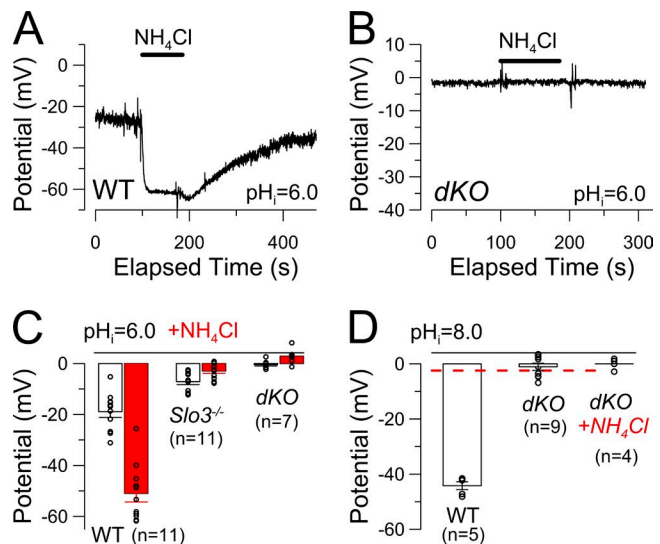 A
NH4Cl
Potential (mV)
0
-20
-40
-60
WT
pHi=6.0
0
200
400
Elapsed Time (s)
B
NH4Cl
Potential (mV)
10
5
0
-5
-10
-20
-30
-40
dKO
pHi=6.0
0
100
200
300
Elapsed Time (s)
C
pHi=6.0 +NH4Cl
Potential (mV)
0
-20
-40
-60
WT (n=11)
Slo3-/-
(n=11)
dKO
(n=7)
D
pHi=8.0
Potential (mV)
0
-20
-40
-60
WT
(n=5)
dKO
(n=9)
dKO
+NH4Cl
(n=4)